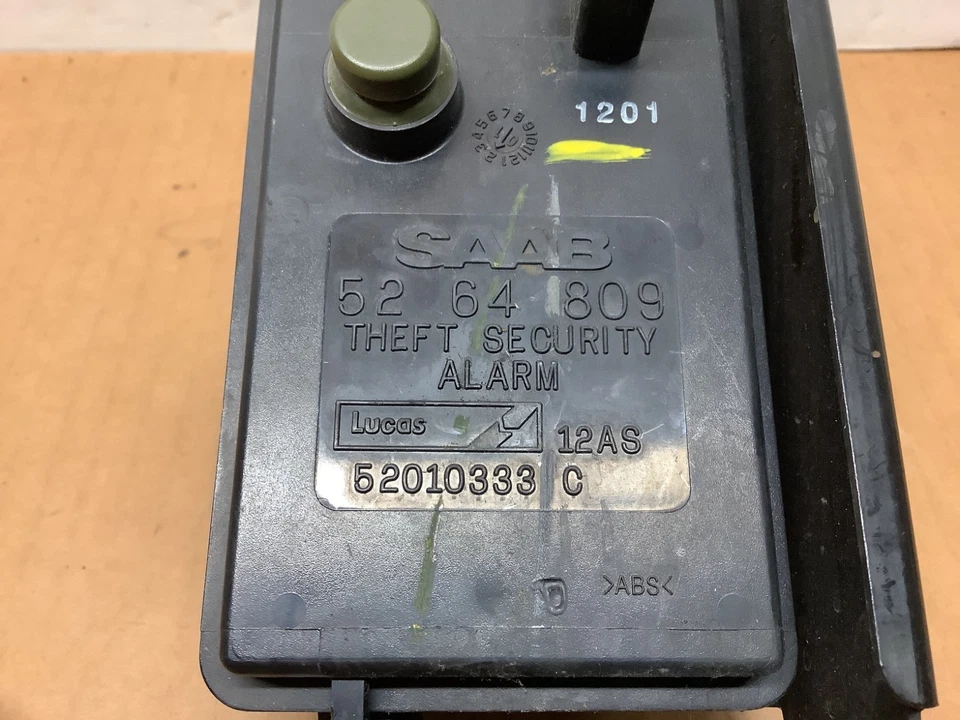 1201
SAAB
52 64 809
THEFT SECURITY
ALARM
Lucas 12AS
52010333 C
>ABS<